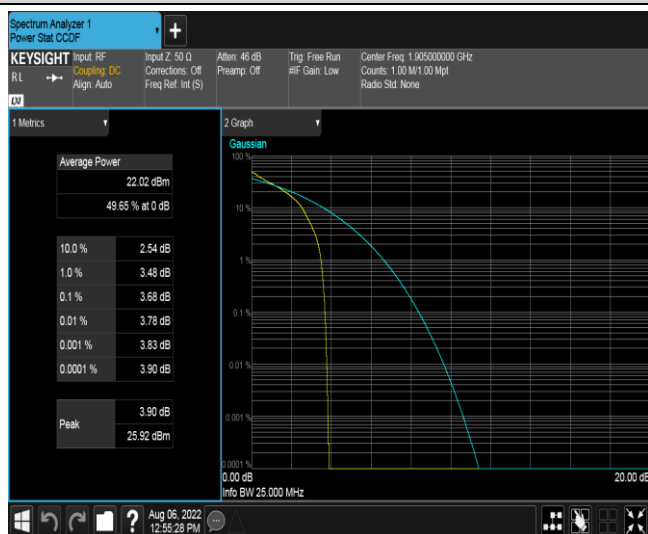 Spectrum Analyzer 1
Power Stat CCDF
KEYSIGHT
RL
LXI
Input: RF
Coupling: DC
Align: Auto
Input Z: 50 Ω
Corrections: Off
Freq Ref: Int (S)
Atten: 46 dB
Preamp: Off
Trig: Free Run
#IF Gain: Low
Center Freq: 1.905000000 GHz
Counts: 1.00 M/1.00 Mpt
Radio Std: None
1 Metrics
Average Power
22.02 dBm
49.65 % at 0 dB
10.0 % 2.54 dB
1.0 % 3.48 dB
0.1 % 3.68 dB
0.01 % 3.78 dB
0.001 % 3.83 dB
0.0001 % 3.90 dB
Peak
3.90 dB
25.92 dBm
2 Graph
Gaussian
100 %
10 %
1 %
0.1 %
0.01 %
0.001 %
0.0001 %
0.00 dB
20.00 dB
Info BW 25.000 MHz
Aug 06, 2022
12:55:28 PM